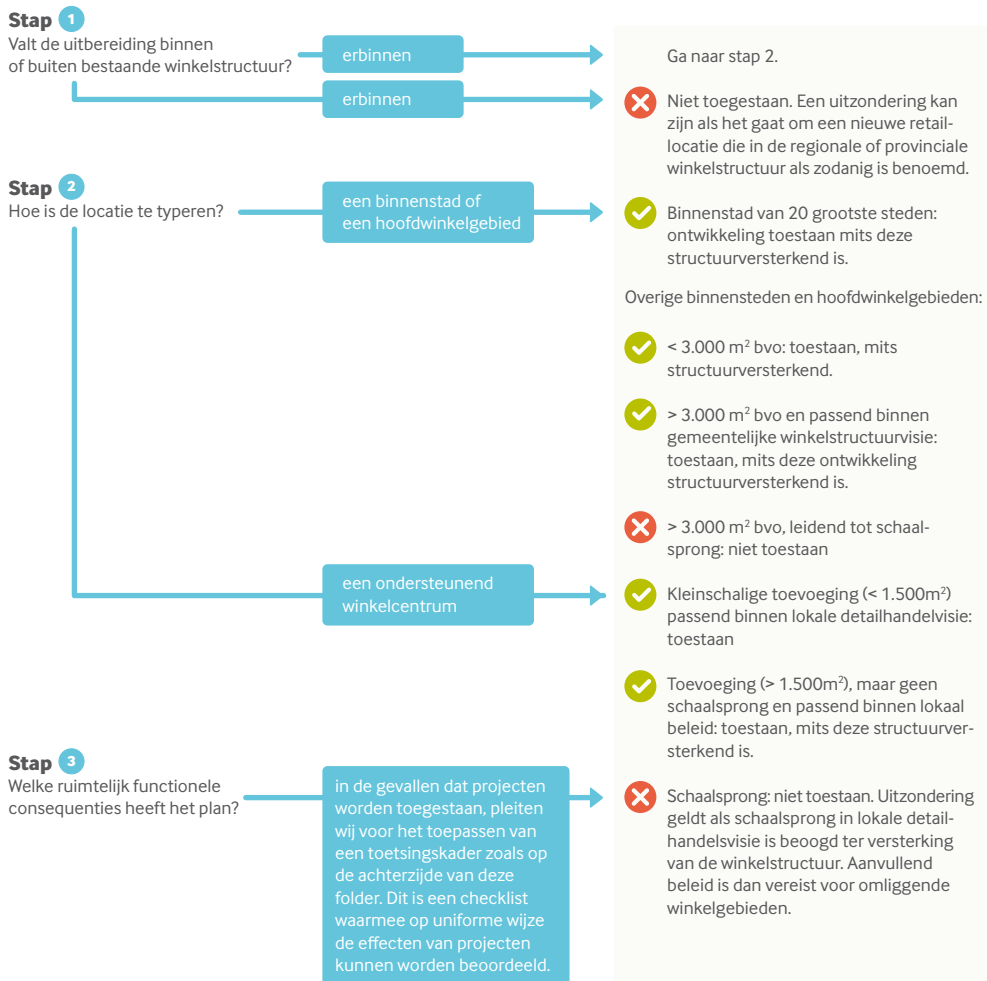 Stap 1
Valt de uitbereiding binnen
of buiten bestaande winkelstructuur?
erbinnen
Ga naar stap 2.
erbinnen
Niet toegestaan. Een uitzondering kan
zijn als het gaat om een nieuwe retail-
locatie die in de regionale of provinciale
winkelstructuur als zodanig is benoemd.
Stap 2
Hoe is de locatie te typeren?
een binnenstad of
een hoofdwinkelgebied
Binnenstad van 20 grootste steden:
ontwikkeling toestaan mits deze
structuurversterkend is.
Overige binnensteden en hoofdwinkelgebieden:
< 3.000 m² bvo: toestaan, mits
structuurversterkend.
> 3.000 m² bvo en passend binnen
gemeentelijke winkelstructuurvisie:
toestaan, mits deze ontwikkeling
structuurversterkend is.
> 3.000 m² bvo, leidend tot schaal-
sprong: niet toestaan
een ondersteunend
winkelcentrum
Kleinschalige toevoeging (< 1.500m²)
passend binnen lokale detailhandelvisie:
toestaan
Toevoeging (> 1.500m²), maar geen
schaalsprong en passend binnen lokaal
beleid: toestaan, mits deze structuurver-
sterkend is.
Schaalsprong: niet toestaan. Uitzondering
geldt als schaalsprong in lokale detail-
handelsvisie is beoogd ter versterking
van de winkelstructuur. Aanvullend
beleid is dan vereist voor omliggende
winkelgebieden.
Stap 3
Welke ruimtelijk functionele
consequenties heeft het plan?
in de gevallen dat projecten
worden toegestaan, pleiten
wij voor het toepassen van
een toetsingskader zoals op
de achterzijde van deze
folder. Dit is een checklist
waarmee op uniforme wijze
de effecten van projecten
kunnen worden beoordeeld.